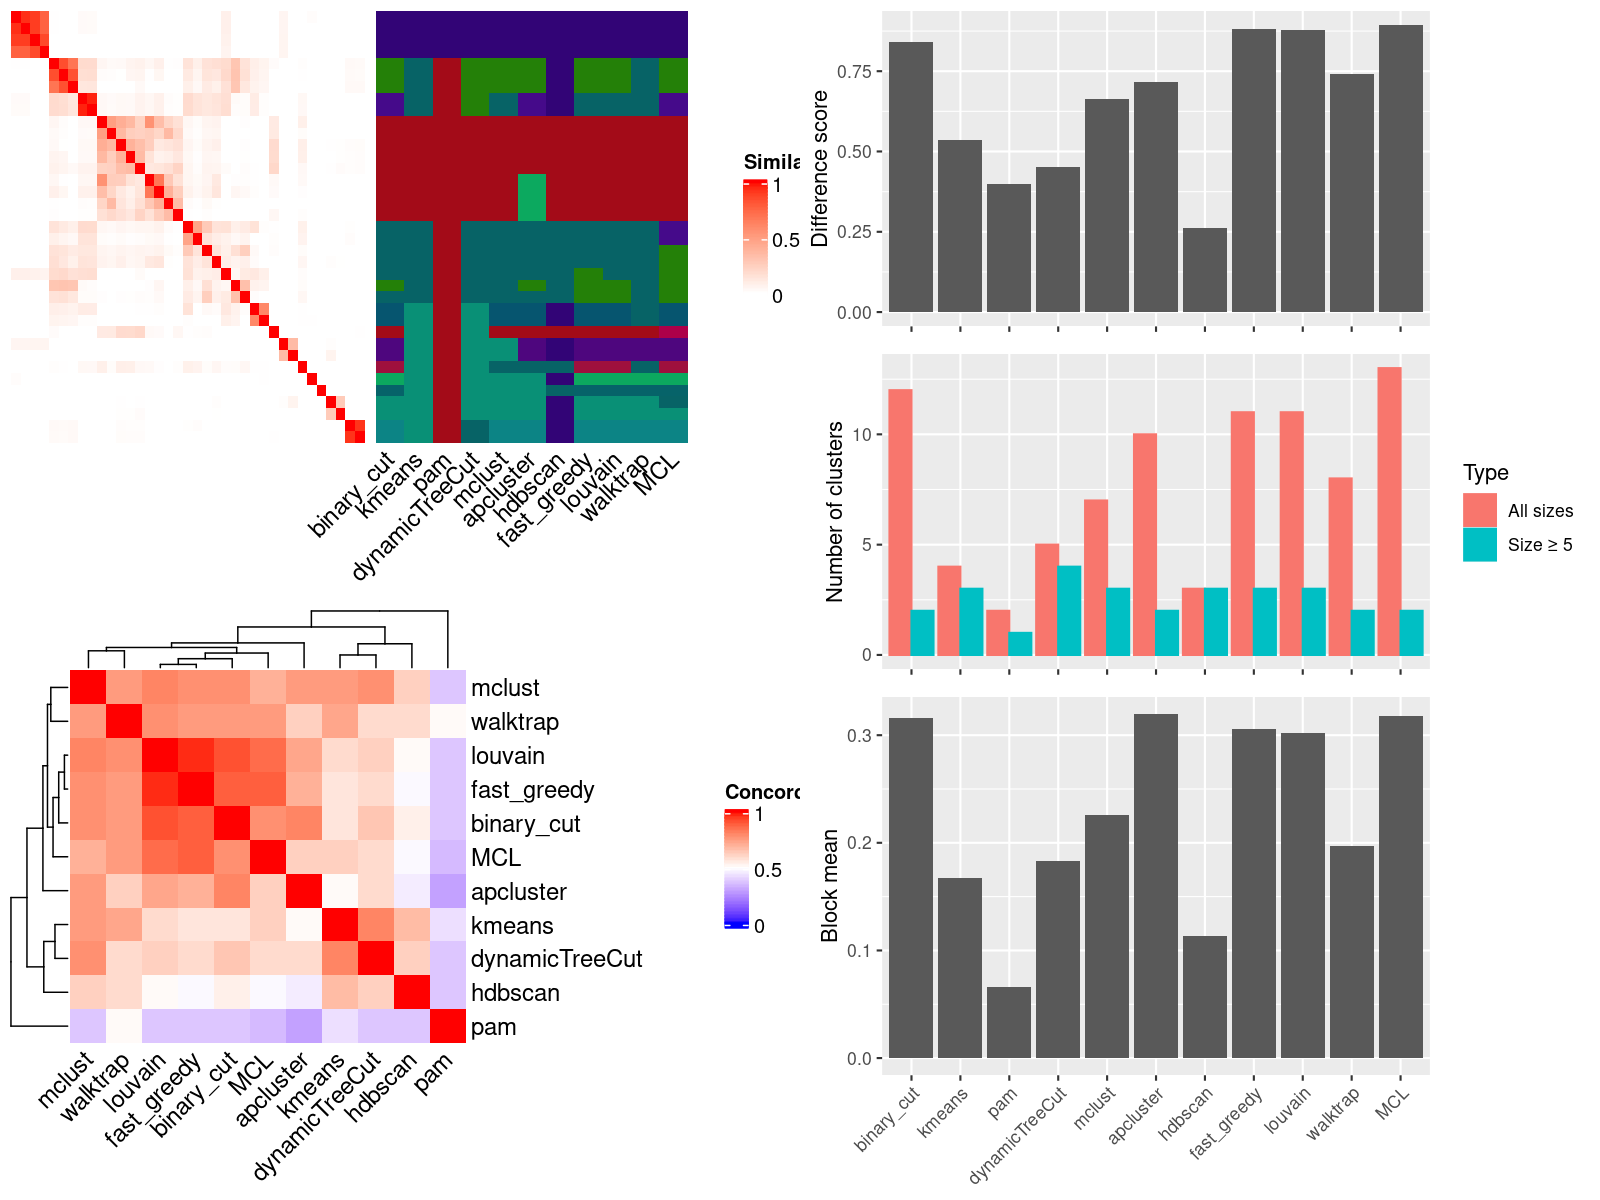 Simila
1
0.5
0
binary_cut
kmeans
pam
dynamicTreeCut
mclust
apcluster
hdbscan
fast_greedy
louvain
walktrap
MCL
mclust
walktrap
louvain
fast_greedy
binary_cut
MCL
apcluster
kmeans
dynamicTreeCut
hdbscan
pam
mclust
walktrap
louvain
fast_greedy
binary_cut
MCL
apcluster
kmeans
dynamicTreeCut
hdbscan
pam
Concorc
1
0.5
0
Difference score
0.75
0.50
0.25
0.00
Number of clusters
10
5
0
Type
All sizes
Size ≥ 5
Block mean
0.3
0.2
0.1
0.0
binary_cut
kmeans
pam
dynamicTreeCut
mclust
apcluster
hdbscan
fast_greedy
louvain
walktrap
MCL